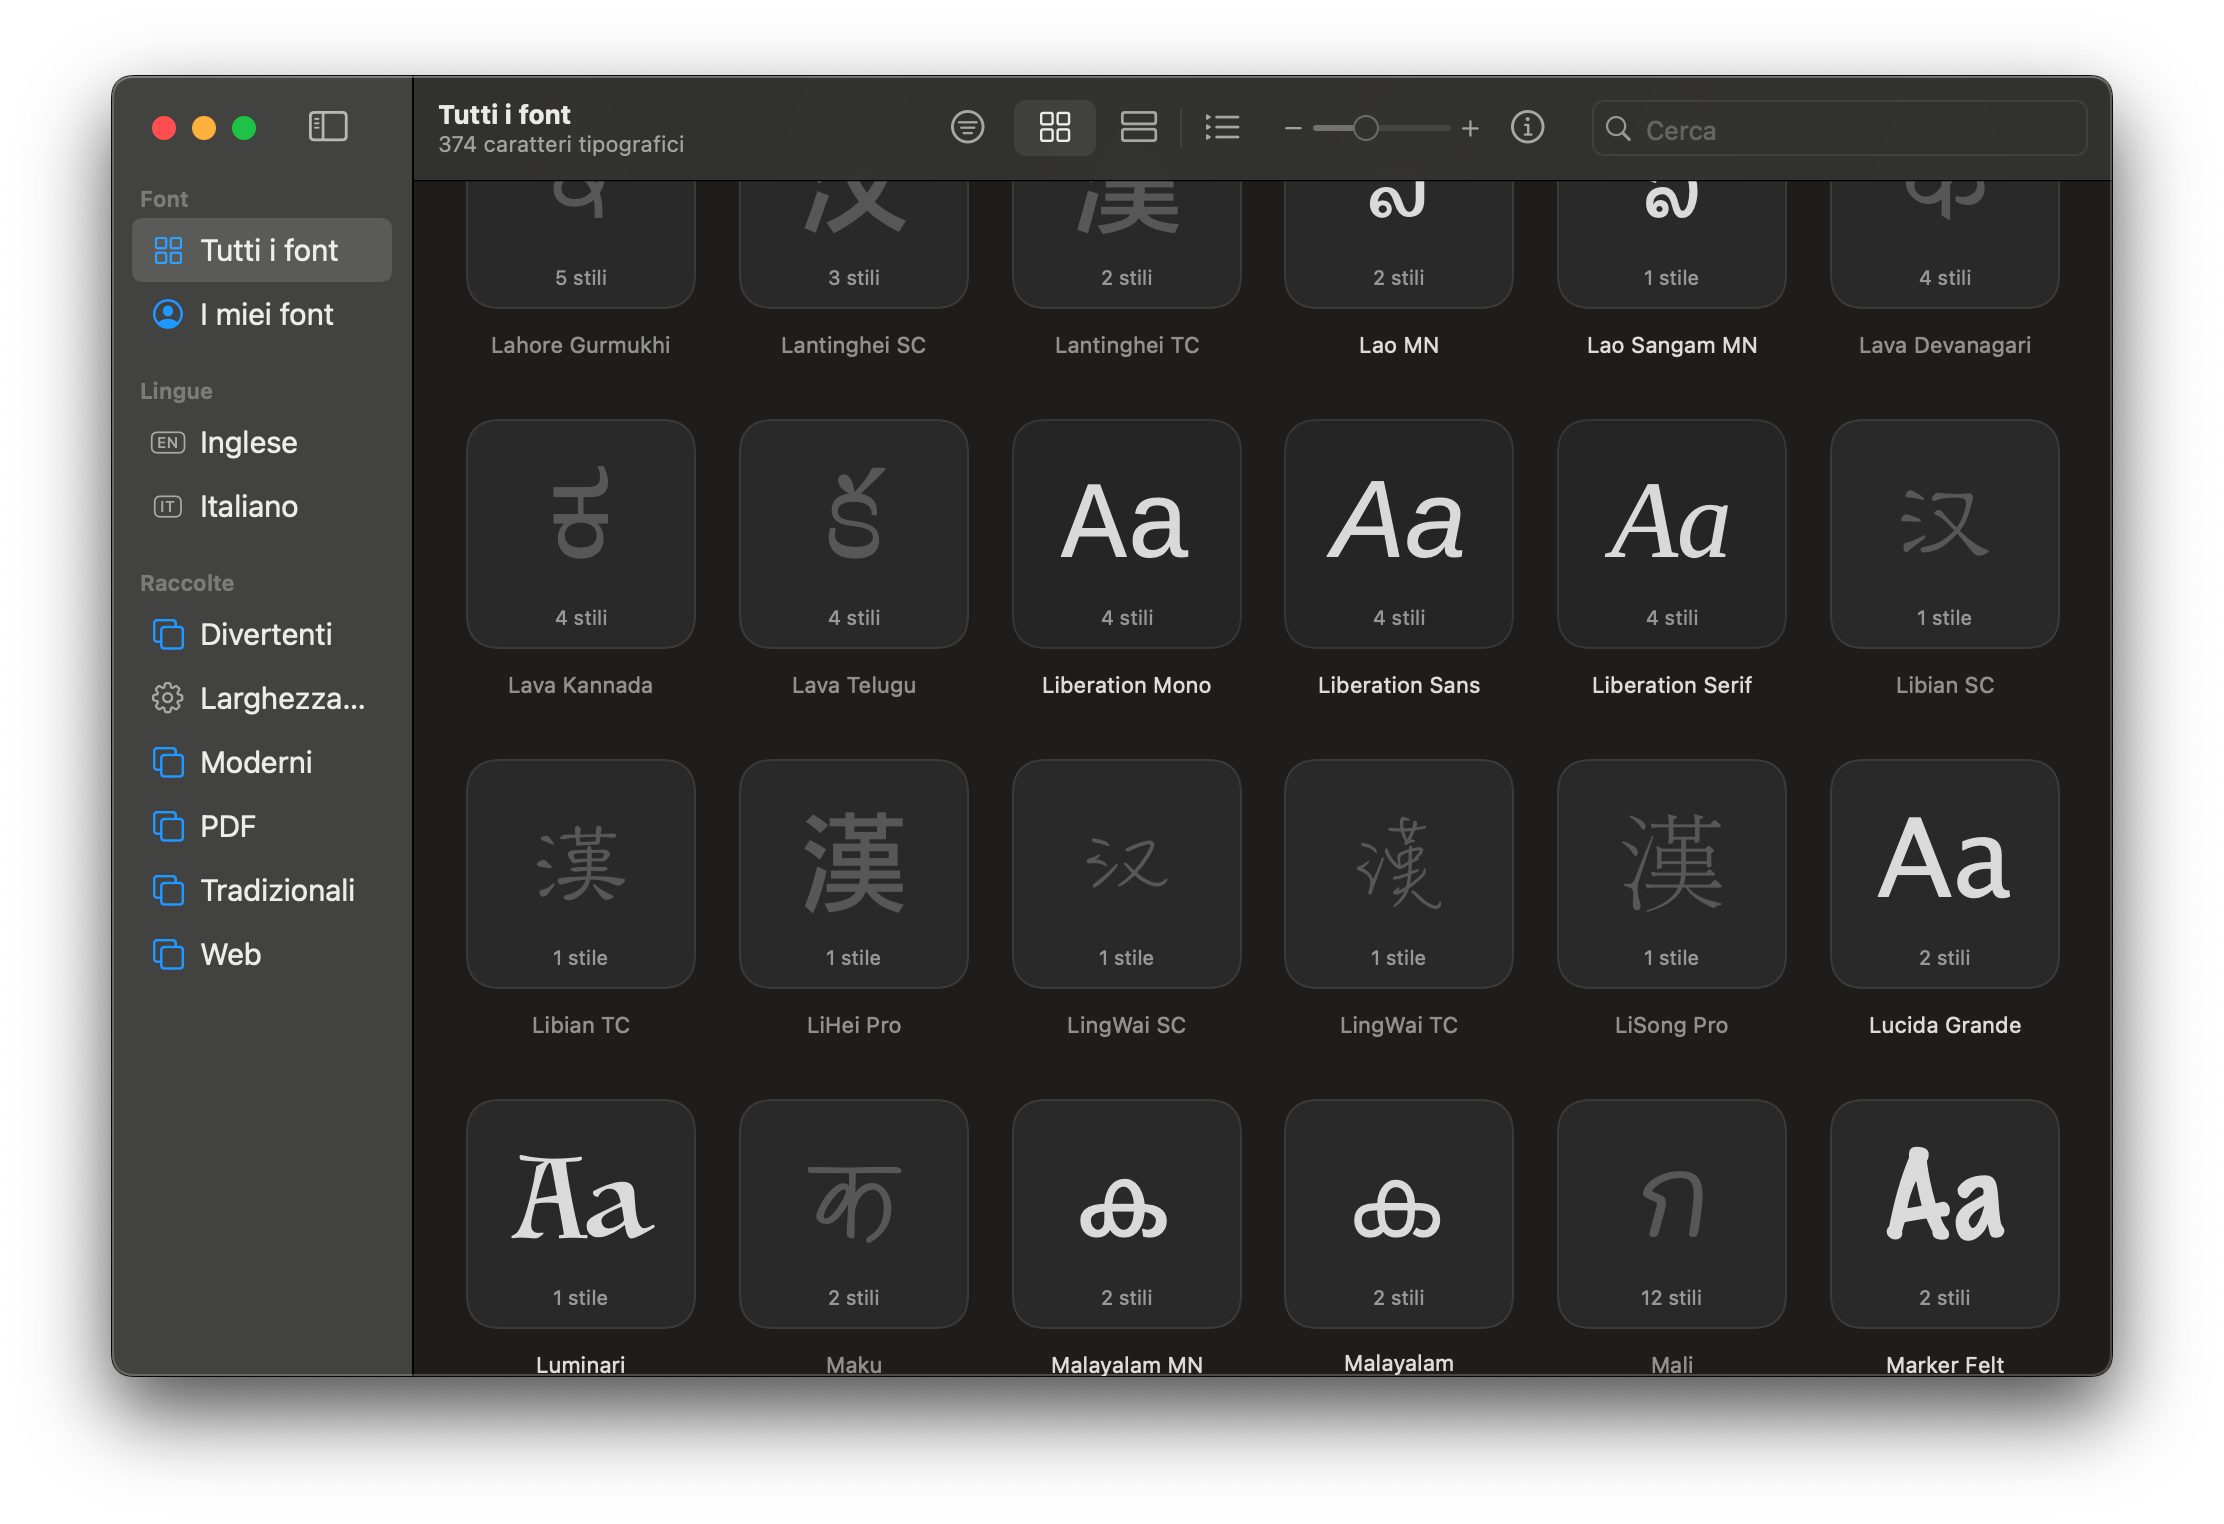 Tutti i font
374 caratteri tipografici
Cerca
Font
Tutti i font
I miei font
Lingue
EN Inglese
IT Italiano
Raccolte
Divertenti
Larghezza...
Moderni
PDF
Tradizionali
Web
汉 漢 ລ ລ
5 stili 3 stili 2 stili 2 stili 1 stile 4 stili
Lahore Gurmukhi Lantinghei SC Lantinghei TC Lao MN Lao Sangam MN Lava Devanagari
ಕ క Aa Aa Aa 汉
4 stili 4 stili 4 stili 4 stili 4 stili 1 stile
Lava Kannada Lava Telugu Liberation Mono Liberation Sans Liberation Serif Libian SC
漢 漢 汉 漢 漢 Aa
1 stile 1 stile 1 stile 1 stile 1 stile 2 stili
Libian TC LiHei Pro LingWai SC LingWai TC LiSong Pro Lucida Grande
Aa क ക ക ก Aa
1 stile 2 stili 2 stili 2 stili 12 stili 2 stili
Luminari Maku Malayalam MN Malayalam Mali Marker Felt